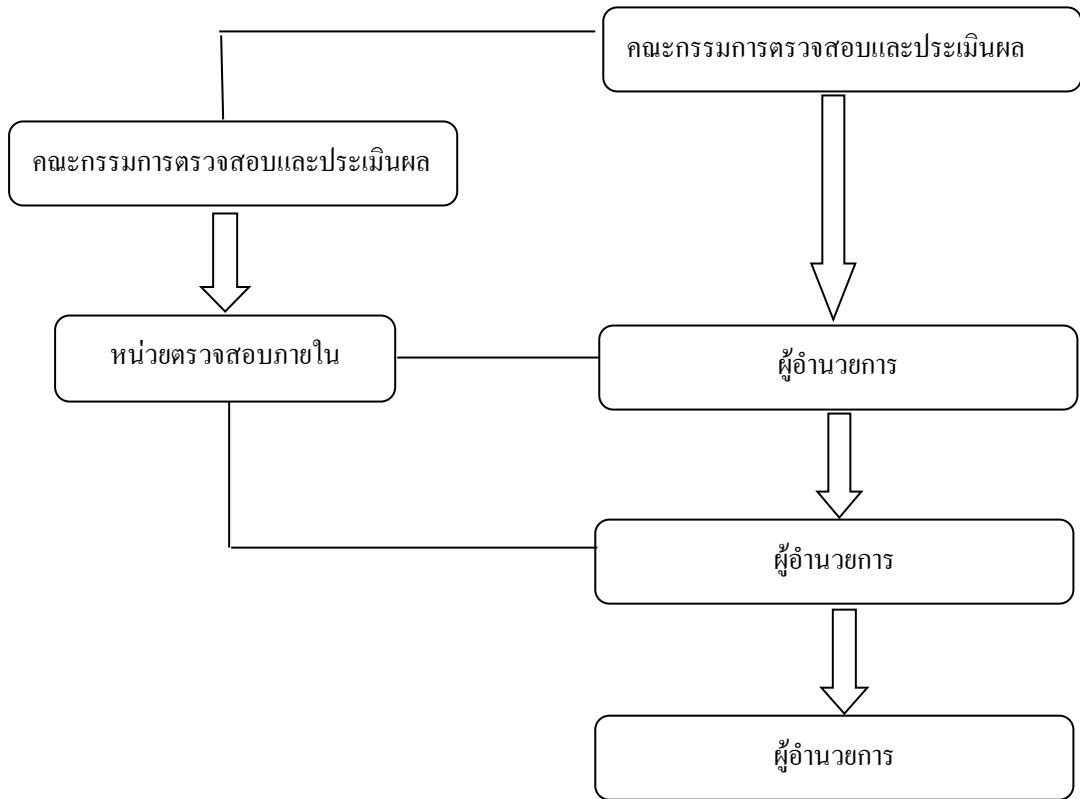 คณะกรรมการตรวจสอบและประเมินผล
คณะกรรมการตรวจสอบและประเมินผล
หน่วยตรวจสอบภายใน
ผู้อำนวยการ
ผู้อำนวยการ
ผู้อำนวยการ